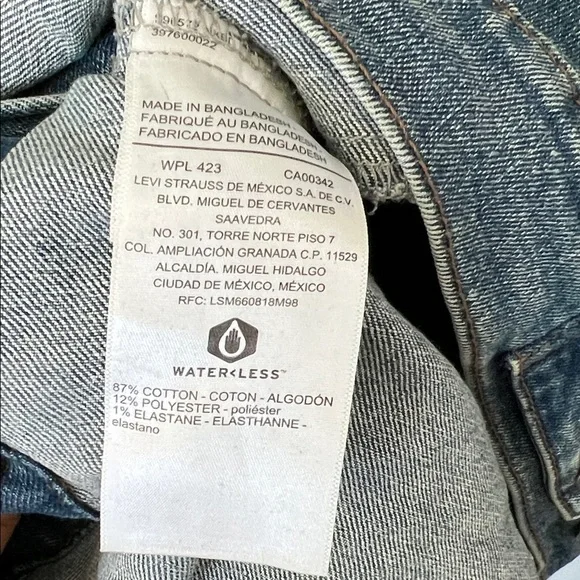 397600022
MADE IN BANGLADESH
FABRIQUÉ AU BANGLADESH
FABRICADO EN BANGLADESH
WPL 423 CA00342
LEVI STRAUSS DE MÉXICO S.A. DE C.V.
BLVD. MIGUEL DE CERVANTES
SAAVEDRA
NO. 301, TORRE NORTE PISO 7
COL. AMPLIACIÓN GRANADA C.P. 11529
ALCALDÍA. MIGUEL HIDALGO
CIUDAD DE MÉXICO, MÉXICO
RFC: LSM660818M98
WATER<LESS™
87% COTTON - COTON - ALGODÓN
12% POLYESTER - poliéster
1% ELASTANE - ELASTHANNE -
elastano